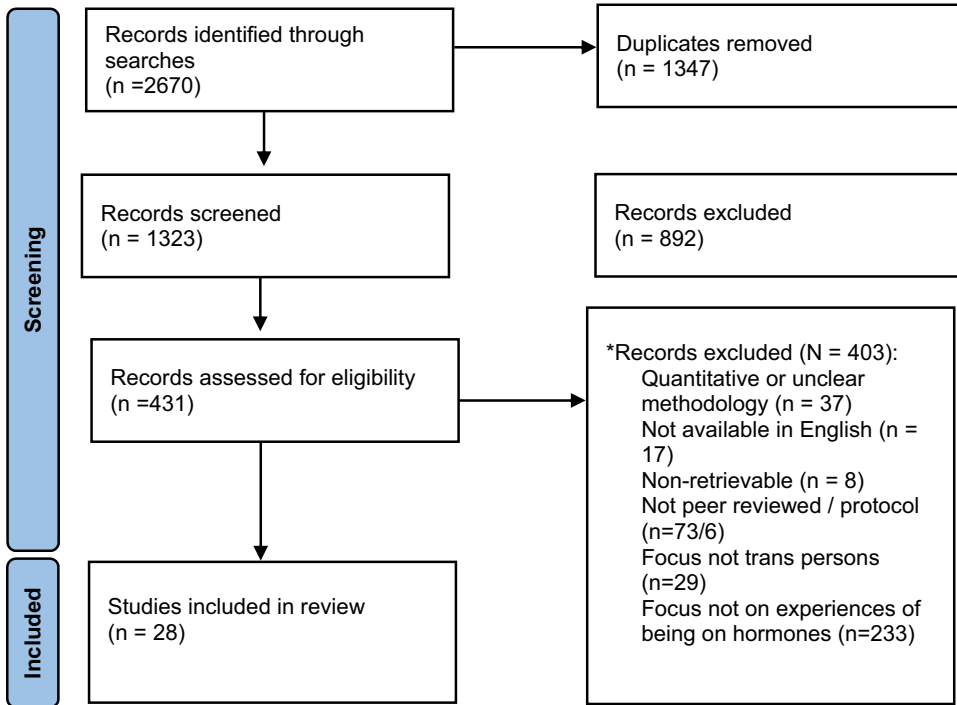 Records identified through
searches
(n =2670)
Duplicates removed
(n = 1347)
Screening
Records screened
(n = 1323)
Records excluded
(n = 892)
Records assessed for eligibility
(n =431)
*Records excluded (N = 403):
Quantitative or unclear
methodology (n = 37)
Not available in English (n =
17)
Non-retrievable (n = 8)
Not peer reviewed / protocol
(n=73/6)
Focus not trans persons
(n=29)
Focus not on experiences of
being on hormones (n=233)
Included
Studies included in review
(n = 28)